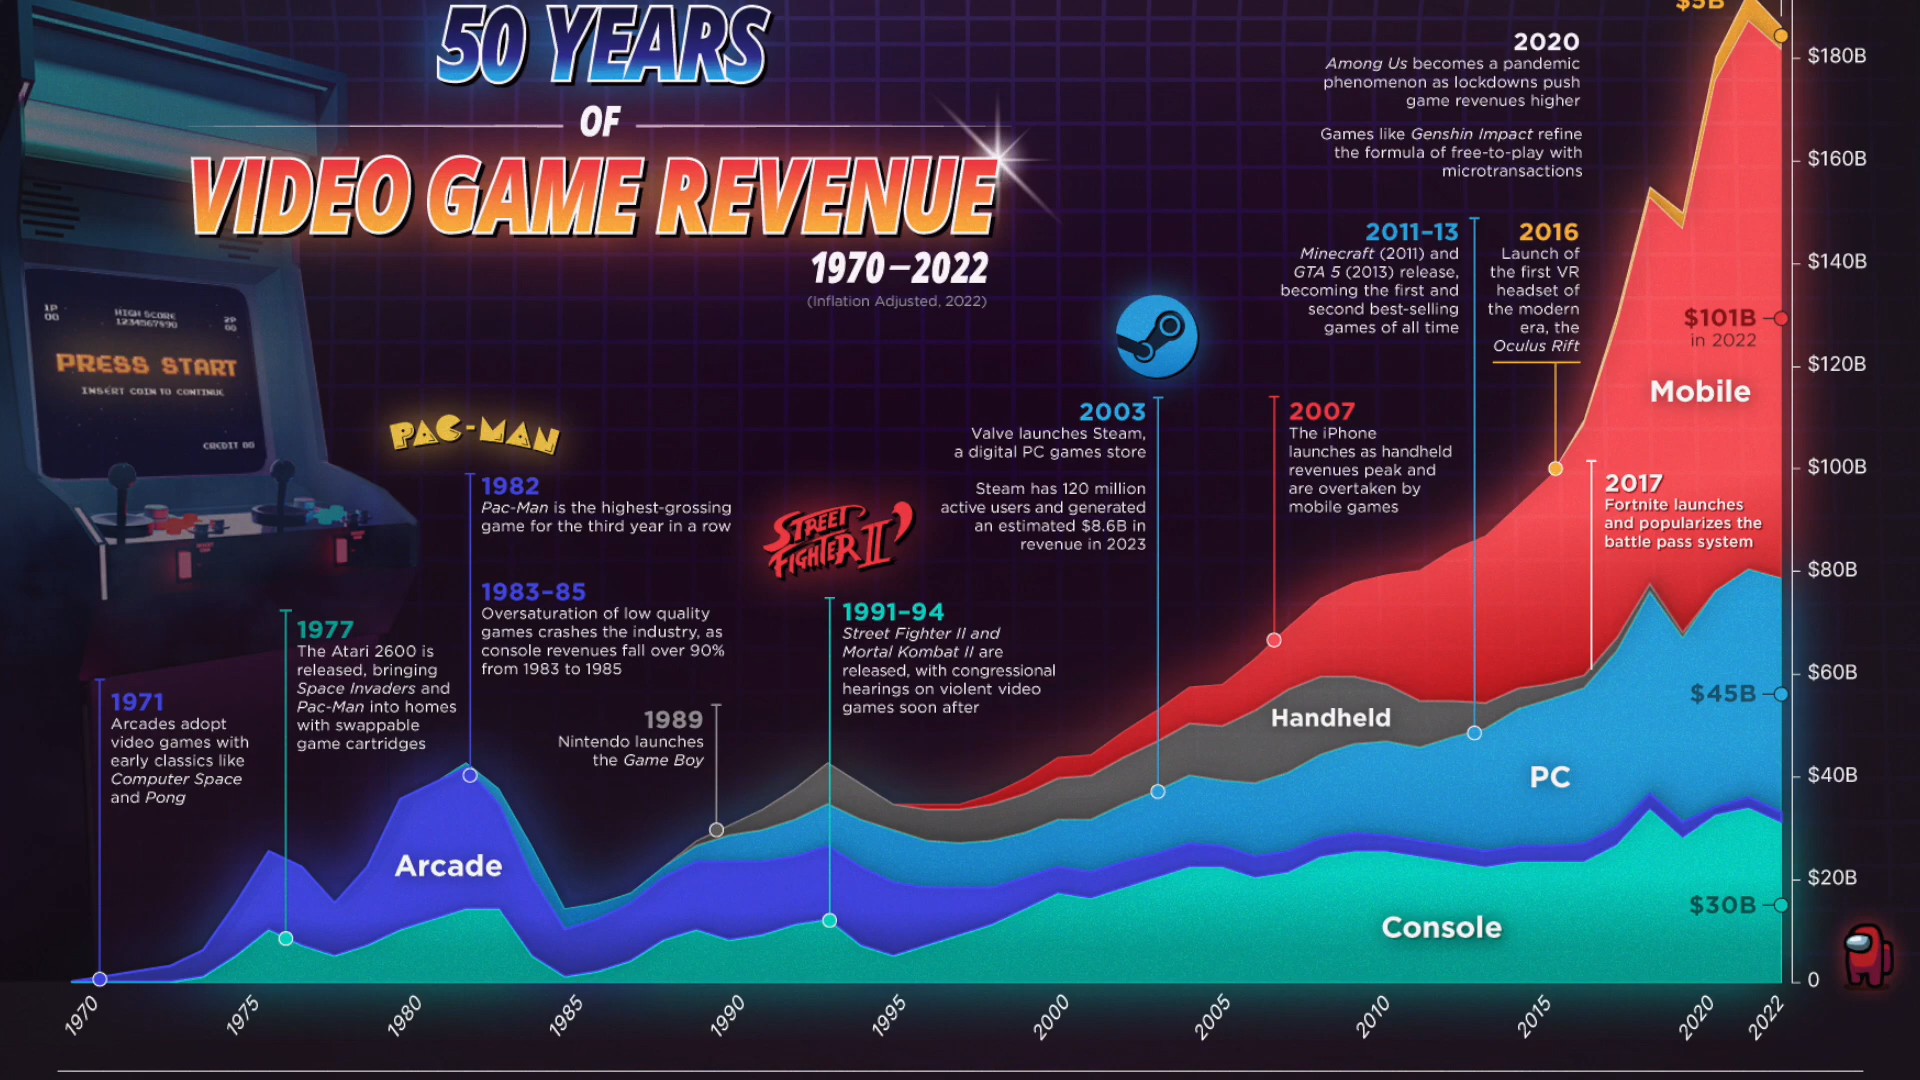 50 YEARS
OF
VIDEO GAME REVENUE
1970–2022
(Inflation Adjusted, 2022)
1P
00
HIGH SCORE
1234567890
2P
00
PRESS START
INSERT COIN TO CONTINUE
CREDIT 00
PAC-MAN
STREET
FIGHTER II
1971
Arcades adopt
video games with
early classics like
Computer Space
and Pong
1977
The Atari 2600 is
released, bringing
Space Invaders and
Pac-Man into homes
with swappable
game cartridges
1982
Pac-Man is the highest-grossing
game for the third year in a row
1983–85
Oversaturation of low quality
games crashes the industry, as
console revenues fall over 90%
from 1983 to 1985
1989
Nintendo launches
the Game Boy
1991–94
Street Fighter II and
Mortal Kombat II are
released, with congressional
hearings on violent video
games soon after
2003
Valve launches Steam,
a digital PC games store
Steam has 120 million
active users and generated
an estimated $8.6B in
revenue in 2023
2007
The iPhone
launches as handheld
revenues peak and
are overtaken by
mobile games
2011–13
Minecraft (2011) and
GTA 5 (2013) release,
becoming the first and
second best-selling
games of all time
2016
Launch of
the first VR
headset of
the modern
era, the
Oculus Rift
2017
Fortnite launches
and popularizes the
battle pass system
2020
Among Us becomes a pandemic
phenomenon as lockdowns push
game revenues higher
Games like Genshin Impact refine
the formula of free-to-play with
microtransactions
$5B
$101B
in 2022
Mobile
$45B
Handheld
PC
$30B
Console
Arcade
$180B
$160B
$140B
$120B
$100B
$80B
$60B
$40B
$20B
0
1970
1975
1980
1985
1990
1995
2000
2005
2010
2015
2020
2022